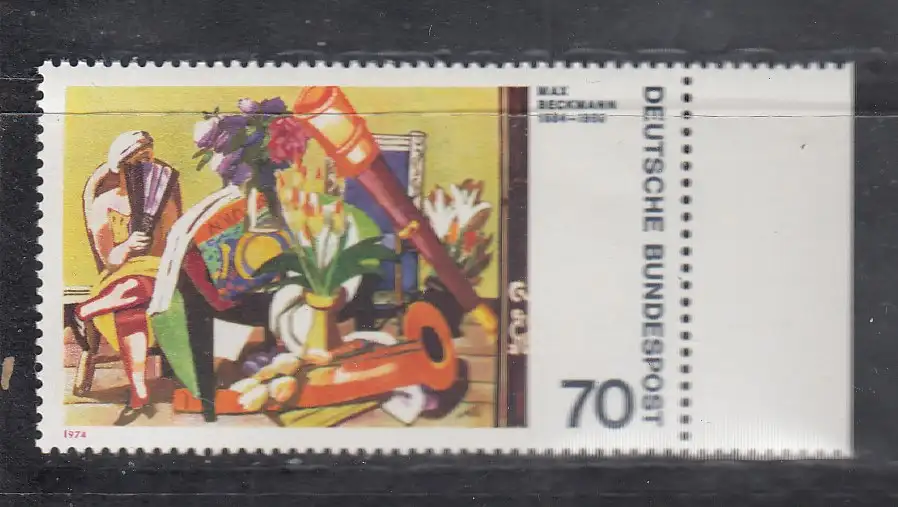 MAX
BECKMANN
1884–1950
DEUTSCHE BUNDESPOST
70
1974